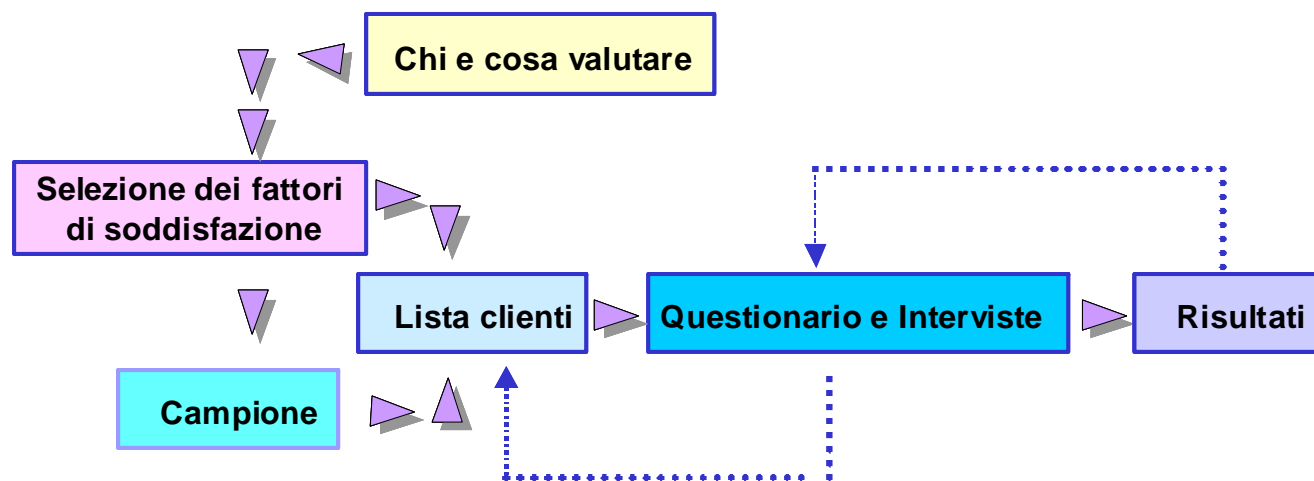 Chi e cosa valutare
Selezione dei fattori
di soddisfazione
Lista clienti
Questionario e Interviste
Risultati
Campione